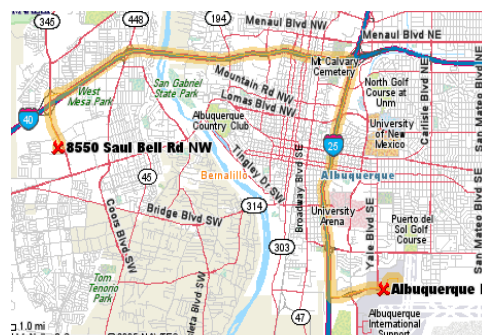 345
448
194
Menaul Blvd NW
Menaul Blvd NE
Mt Calvary
Cemetery
San Gabriel
State Park
Mountain Rd NW
Lomas Blvd NW
North Golf
Course at
Unm
Carlisle Blvd NE
San Mateo Blvd NE
West
Mesa Park
40
Albuquerque
Country Club
University
of New
Mexico
8550 Saul Bell Rd NW
25
Tingley Dr SW
Broadway Blvd SE
45
Bernalillo
Albuquerque
314
Bridge Blvd SW
Coors Blvd SW
University
Arena
Yale Blvd SE
Puerto del
Sol Golf
Course
San Mateo Blvd SE
303
Tom
Tenorio
Park
Albuquerque
47
Albuquerque
International
1.0 mi